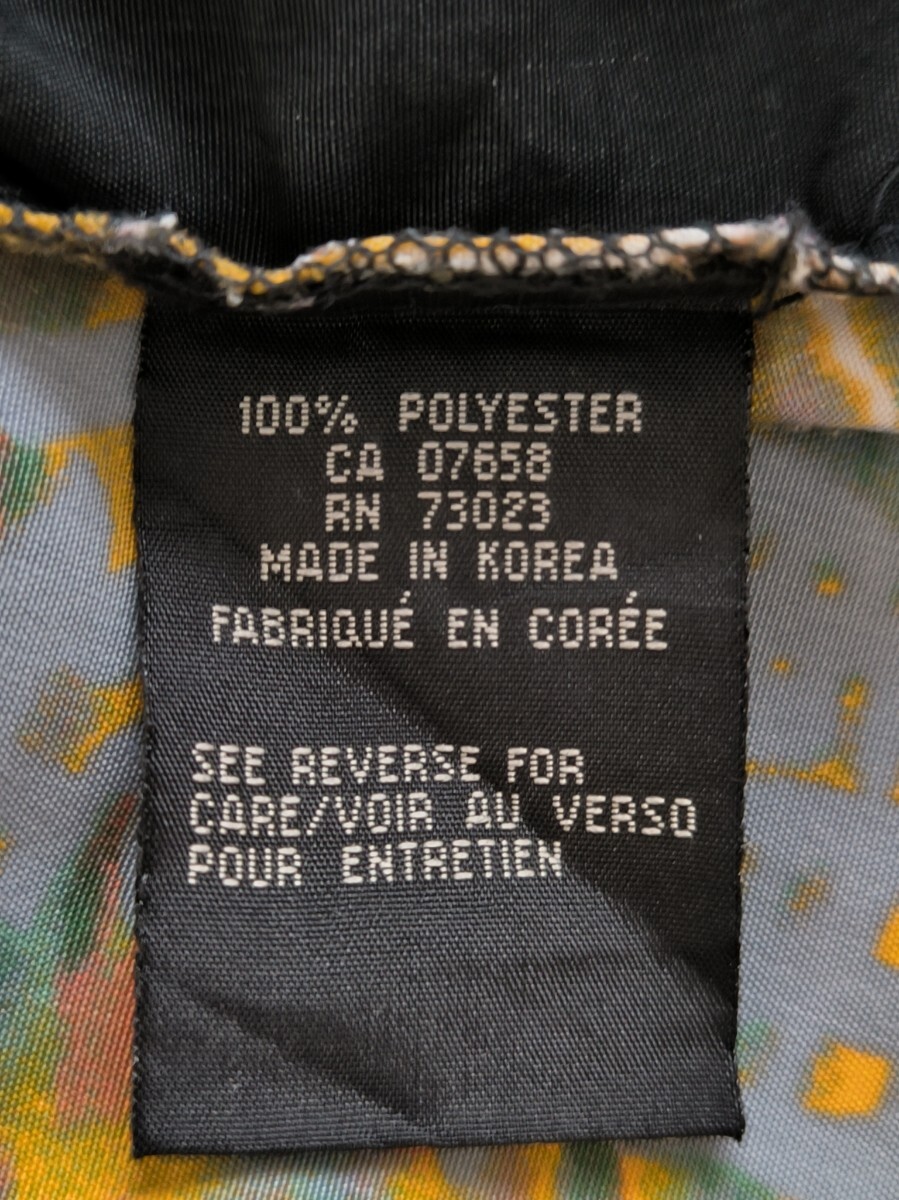 100% POLYESTER
CA 07658
RN 73023
MADE IN KOREA
FABRIQUÉ EN CORÉE
SEE REVERSE FOR
CARE/VOIR AU VERSO
POUR ENTRETIEN